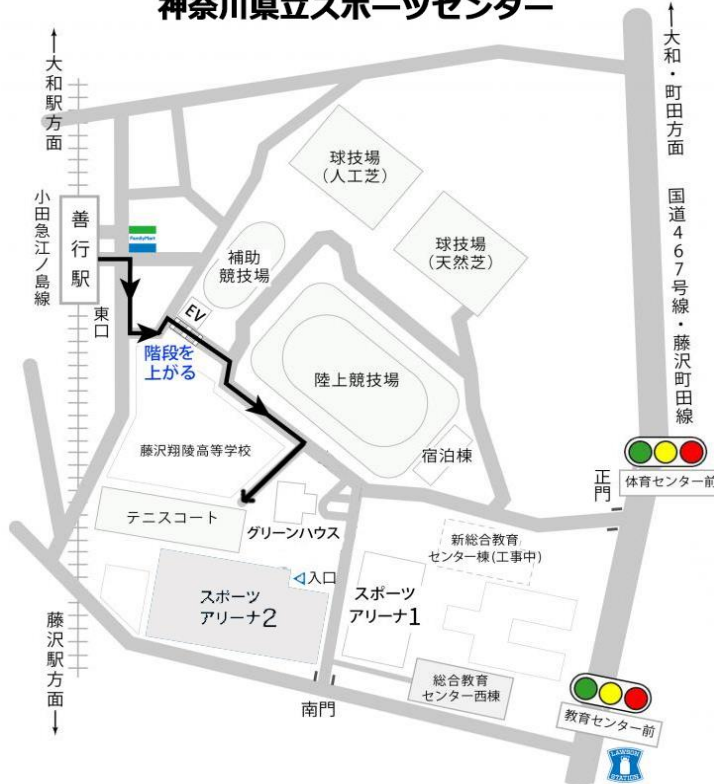 神奈川県立スポーツセンター
↑大和駅方面
↑大和・町田方面
国道467号線・藤沢町田線
小田急江ノ島線
善行駅
東口
FamilyMart
球技場
(人工芝)
球技場
(天然芝)
補助
競技場
EV
階段を
上がる
陸上競技場
宿泊棟
藤沢翔陵高等学校
テニスコート
グリーンハウス
正門
体育センター前
新総合教育
センター棟(工事中)
入口
スポーツ
アリーナ2
スポーツ
アリーナ1
総合教育
センター西棟
南門
藤沢駅方面↓
教育センター前
LAWSON
STATION